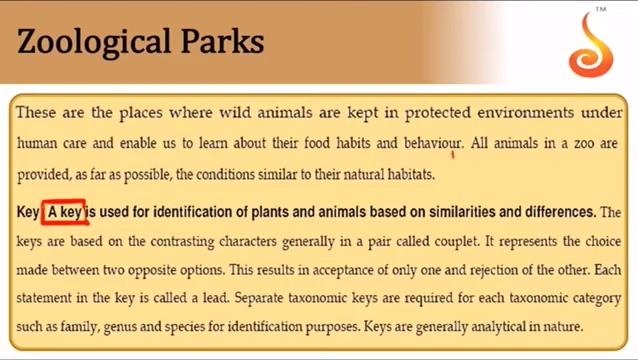 TM
Zoological Parks
These are the places where wild animals are kept in protected environments under
human care and enable us to learn about their food habits and behaviour. All animals in a zoo are
provided, as far as possible, the conditions similar to their natural habitats.
Key A key is used for identification of plants and animals based on similarities and differences. The
keys are based on the contrasting characters generally in a pair called couplet. It represents the choice
made between two opposite options. This results in acceptance of only one and rejection of the other. Each
statement in the key is called a lead. Separate taxonomic keys are required for each taxonomic category
such as family, genus and species for identification purposes. Keys are generally analytical in nature.